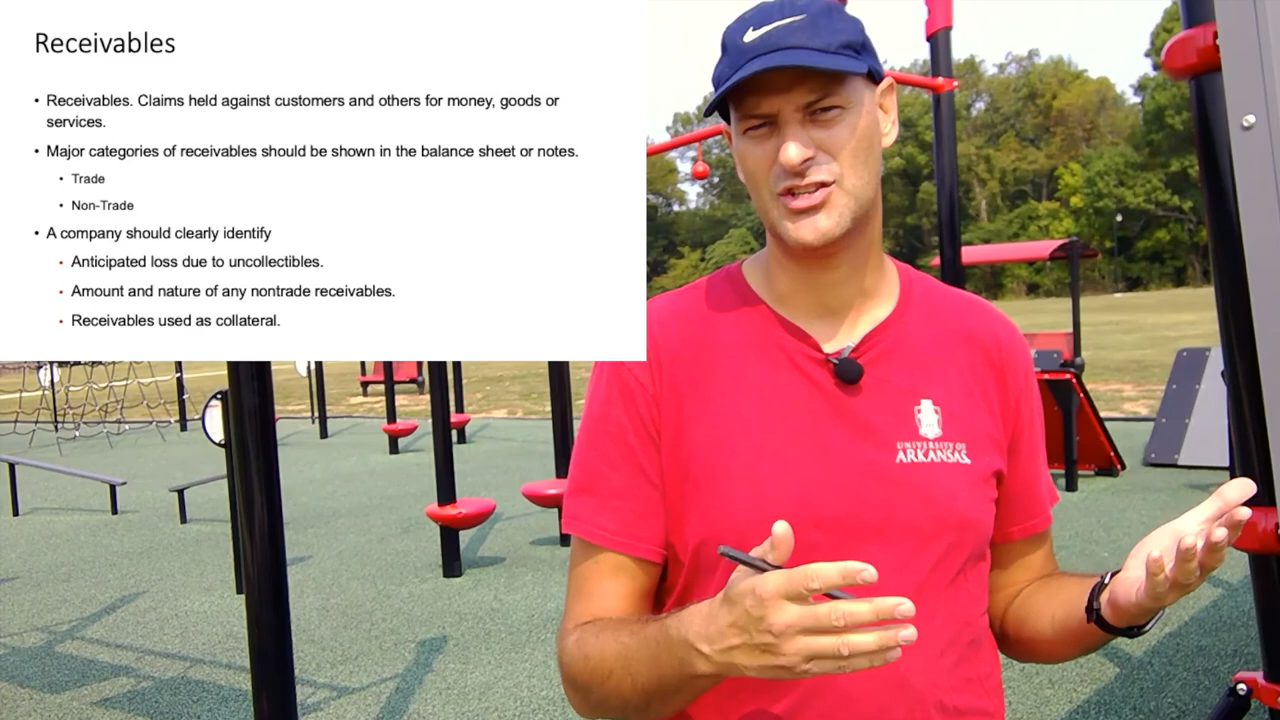 Receivables
• Receivables. Claims held against customers and others for money, goods or
services.
• Major categories of receivables should be shown in the balance sheet or notes.
• Trade
• Non-Trade
• A company should clearly identify
• Anticipated loss due to uncollectibles.
• Amount and nature of any nontrade receivables.
• Receivables used as collateral.
UNIVERSITY OF
ARKANSAS